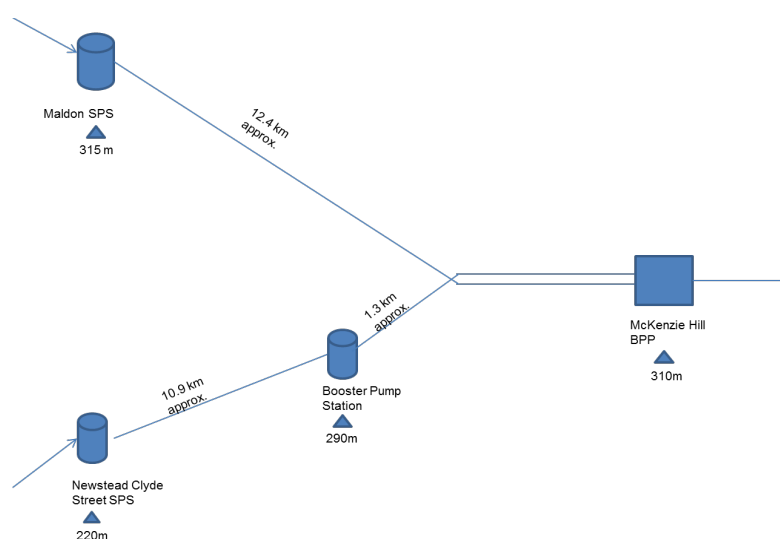 Maldon SPS
315 m
12.4 km
approx.
1.3 km
approx.
McKenzie Hill
BPP
310m
10.9 km
approx.
Booster Pump
Station
290m
Newstead Clyde
Street SPS
220m